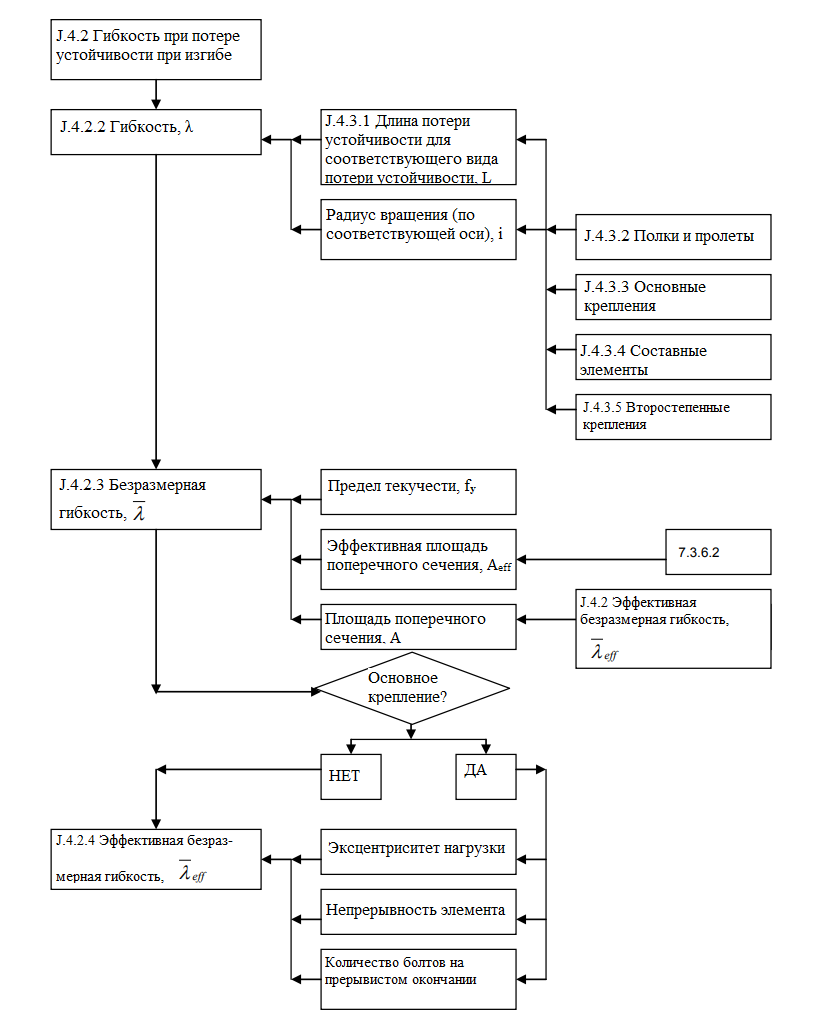 J.4.2 Гибкость при потере
устойчивости при изгибе
J.4.2.2 Гибкость, λ
J.4.3.1 Длина потери
устойчивости для
соответствующего вида
потери устойчивости, L
Радиус вращения (по
соответствующей оси), i
J.4.3.2 Полки и пролеты
J.4.3.3 Основные
крепления
J.4.3.4 Составные
элементы
J.4.3.5 Второстепенные
крепления
J.4.2.3 Безразмерная
гибкость, λ̅
Предел текучести, fy
Эффективная площадь
поперечного сечения, Aeff
7.3.6.2
Площадь поперечного
сечения, А
J.4.2 Эффективная
безразмерная гибкость,
λ̅eff
Основное
крепление?
НЕТ
ДА
J.4.2.4 Эффективная безраз-
мерная гибкость, λ̅eff
Эксцентриситет нагрузки
Непрерывность элемента
Количество болтов на
прерывистом окончании